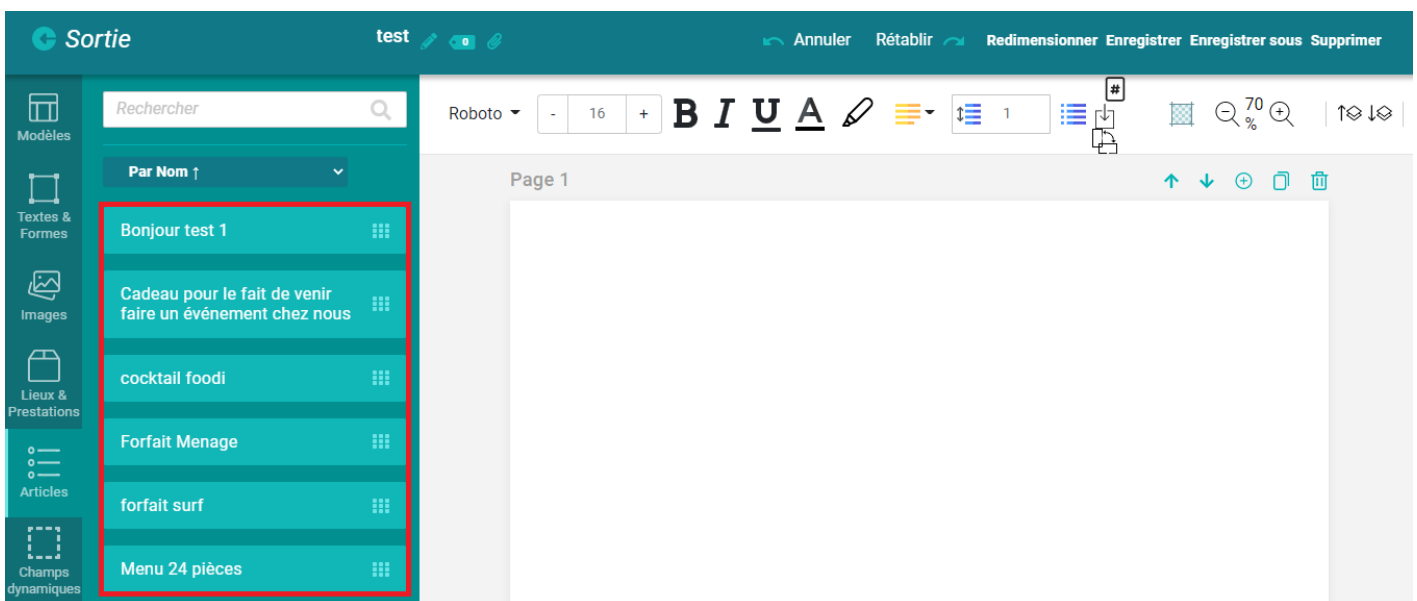 Sortie
test
0
Annuler Rétablir Redimensionner Enregistrer Enregistrer sous Supprimer
Modèles
Textes &
Formes
Images
Lieux &
Prestations
Articles
Champs
dynamiques
Rechercher
Par Nom ↑
Bonjour test 1
Cadeau pour le fait de venir
faire un événement chez nous
cocktail foodi
Forfait Menage
forfait surf
Menu 24 pièces
Roboto - 16 + B I U A 1 # 70
%
Page 1